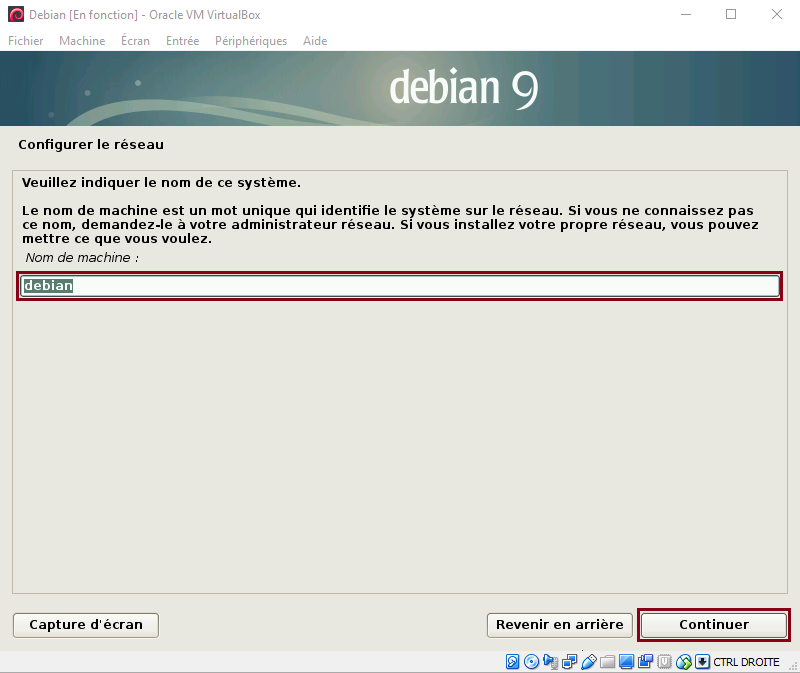 Debian [En fonction] - Oracle VM VirtualBox
Fichier Machine Écran Entrée Périphériques Aide
debian 9
Configurer le réseau
Veuillez indiquer le nom de ce système.
Le nom de machine est un mot unique qui identifie le système sur le réseau. Si vous ne connaissez pas
ce nom, demandez-le à votre administrateur réseau. Si vous installez votre propre réseau, vous pouvez
mettre ce que vous voulez.
Nom de machine :
debian
Capture d'écran Revenir en arrière Continuer
CTRL DROITE